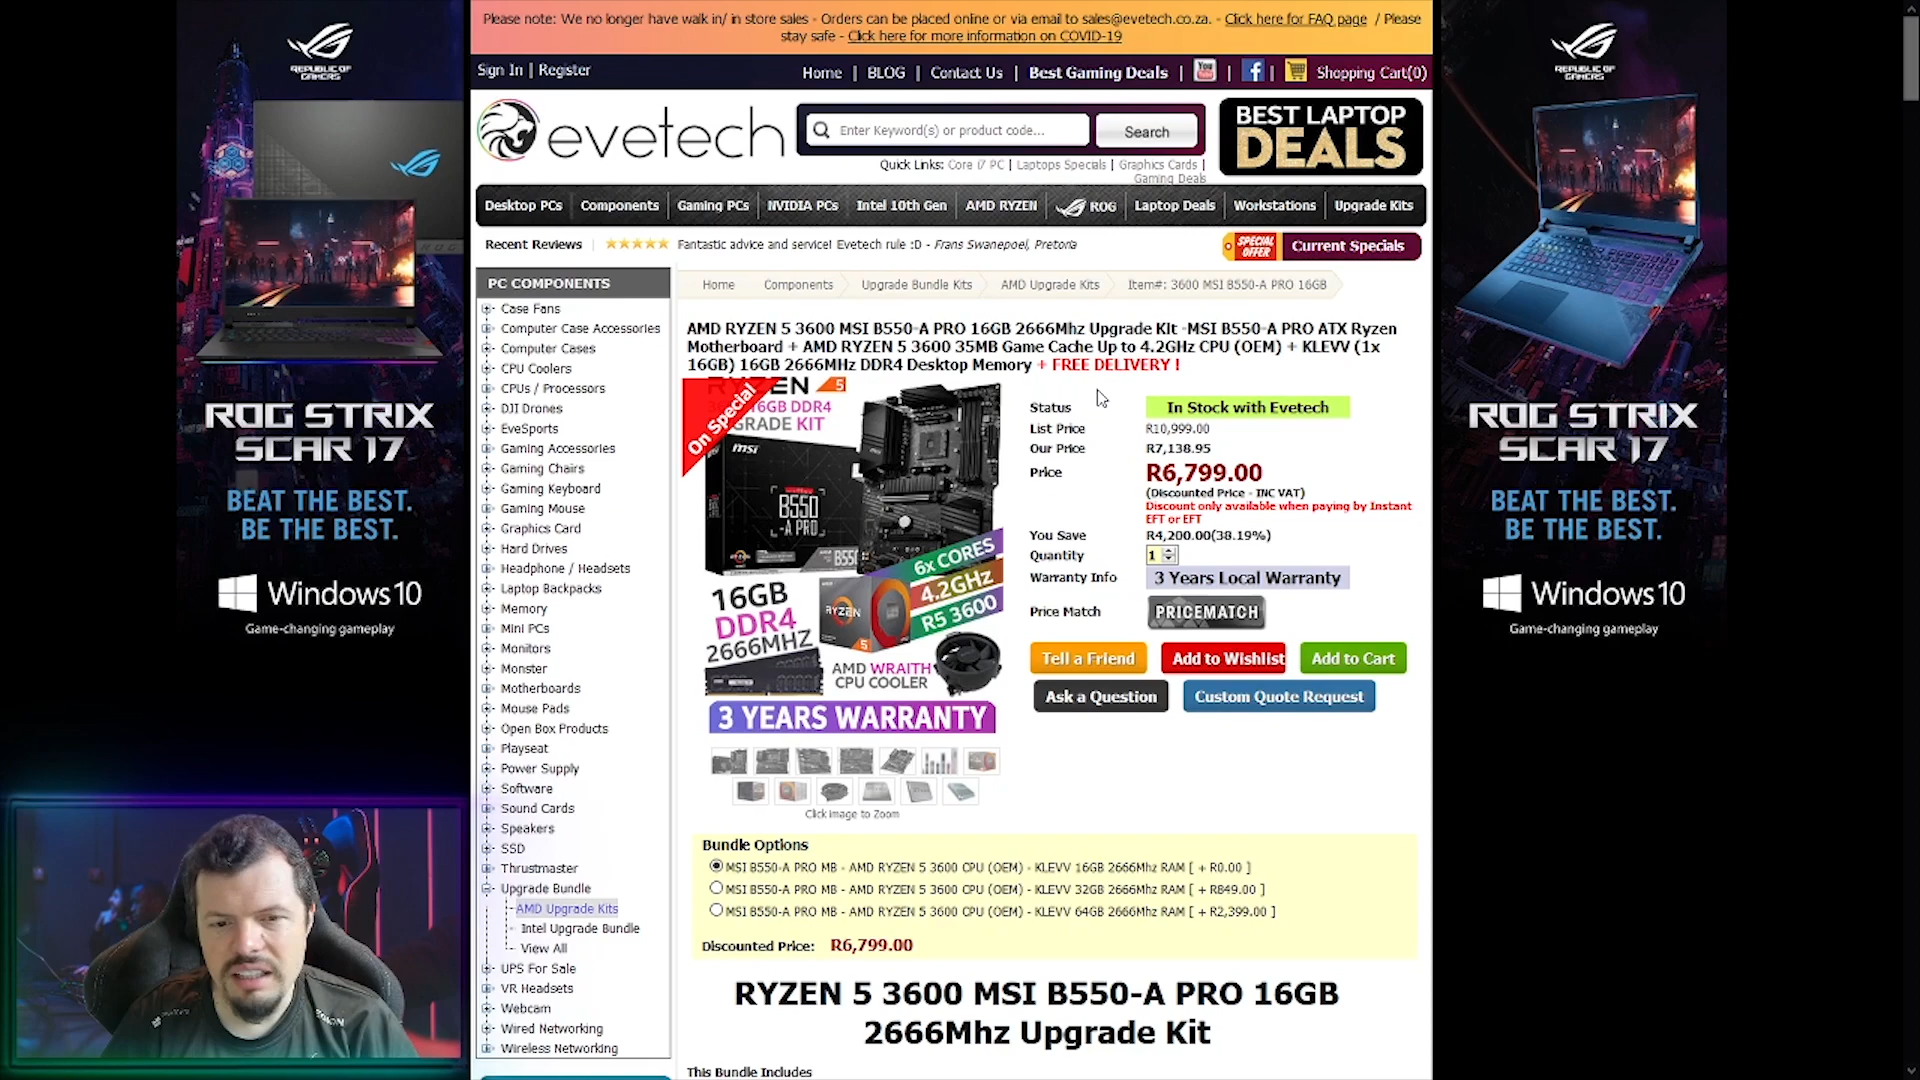 Please note: We no longer have walk in/ in store sales - Orders can be placed online or via email to sales@evetech.co.za. - Click here for FAQ page / Please
stay safe - Click here for more information on COVID-19
Sign In | Register
Home | BLOG | Contact Us | Best Gaming Deals | You Tube | f | Shopping Cart(0)
evetech
Enter Keyword(s) or product code...
Search
Quick Links: Core i7 PC | Laptops Specials | Graphics Cards |
Gaming Deals
BEST LAPTOP
DEALS
Desktop PCs
Components
Gaming PCs
NVIDIA PCs
Intel 10th Gen
AMD RYZEN
ROG
Laptop Deals
Workstations
Upgrade Kits
Recent Reviews
Fantastic advice and service! Evetech rule :D - Frans Swanepoel, Pretoria
SPECIAL
OFFER
Current Specials
PC COMPONENTS
Case Fans
Computer Case Accessories
Computer Cases
CPU Coolers
CPUs / Processors
DJI Drones
EveSports
Gaming Accessories
Gaming Chairs
Gaming Keyboard
Gaming Mouse
Graphics Card
Hard Drives
Headphone / Headsets
Laptop Backpacks
Memory
Mini PCs
Monitors
Monster
Motherboards
Mouse Pads
Open Box Products
Playseat
Power Supply
Software
Sound Cards
Speakers
SSD
Thrustmaster
Upgrade Bundle
AMD Upgrade Kits
Intel Upgrade Bundle
View All
UPS For Sale
VR Headsets
Webcam
Wired Networking
Wireless Networking
Home
Components
Upgrade Bundle Kits
AMD Upgrade Kits
Item#: 3600 MSI B550-A PRO 16GB
AMD RYZEN 5 3600 MSI B550-A PRO 16GB 2666Mhz Upgrade Kit -MSI B550-A PRO ATX Ryzen
Motherboard + AMD RYZEN 5 3600 35MB Game Cache Up to 4.2GHz CPU (OEM) + KLEVV (1x
16GB) 16GB 2666MHz DDR4 Desktop Memory + FREE DELIVERY !
On Special
5
16GB DDR4
GRADE KIT
msi
B550
-A PRO
6x CORES
4.2GHz
R5 3600
16GB
DDR4
2666MHZ
RYZEN
5
AMD WRAITH
CPU COOLER
3 YEARS WARRANTY
Click image to Zoom
Status
In Stock with Evetech
List Price
R10,999.00
Our Price
R7,138.95
Price
R6,799.00
(Discounted Price - INC VAT)
Discount only available when paying by Instant
EFT or EFT
You Save
R4,200.00(38.19%)
Quantity
1
Warranty Info
3 Years Local Warranty
Price Match
PRICEMATCH
Tell a Friend
Add to Wishlist
Add to Cart
Ask a Question
Custom Quote Request
Bundle Options
MSI B550-A PRO MB - AMD RYZEN 5 3600 CPU (OEM) - KLEVV 16GB 2666Mhz RAM [ + R0.00 ]
MSI B550-A PRO MB - AMD RYZEN 5 3600 CPU (OEM) - KLEVV 32GB 2666Mhz RAM [ + R849.00 ]
MSI B550-A PRO MB - AMD RYZEN 5 3600 CPU (OEM) - KLEVV 64GB 2666Mhz RAM [ + R2,399.00 ]
Discounted Price: R6,799.00
RYZEN 5 3600 MSI B550-A PRO 16GB
2666Mhz Upgrade Kit
This Bundle Includes
REPUBLIC OF
GAMERS
ROG STRIX
SCAR 17
BEAT THE BEST.
BE THE BEST.
Windows 10
Game-changing gameplay
REPUBLIC OF
GAMERS
ROG STRIX
SCAR 17
BEAT THE BEST.
BE THE BEST.
Windows 10
Game-changing gameplay